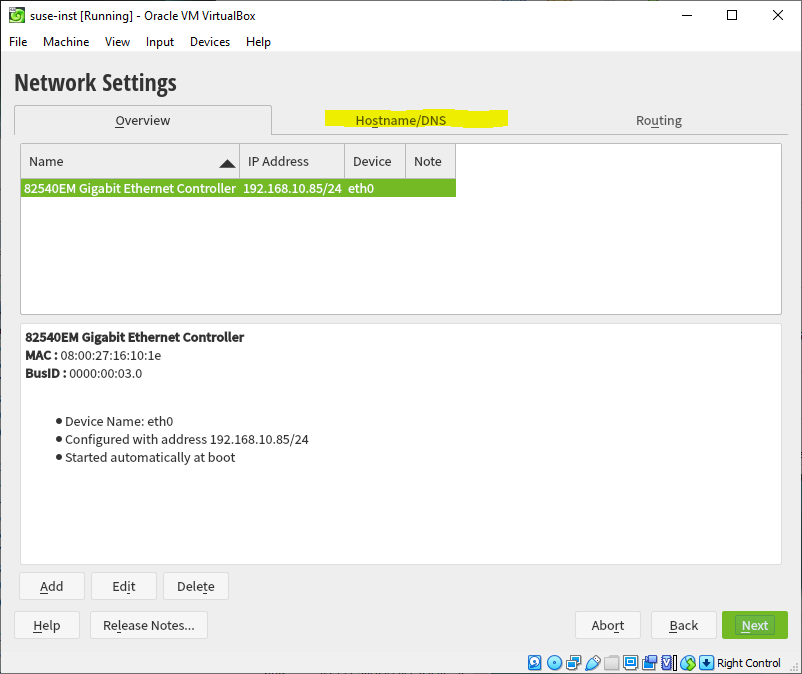 suse-inst [Running] - Oracle VM VirtualBox
File Machine View Input Devices Help
Network Settings
Overview Hostname/DNS Routing
Name IP Address Device Note
82540EM Gigabit Ethernet Controller 192.168.10.85/24 eth0
82540EM Gigabit Ethernet Controller
MAC : 08:00:27:16:10:1e
BusID : 0000:00:03.0
Device Name: eth0
Configured with address 192.168.10.85/24
Started automatically at boot
Add Edit Delete
Help Release Notes... Abort Back Next
Right Control